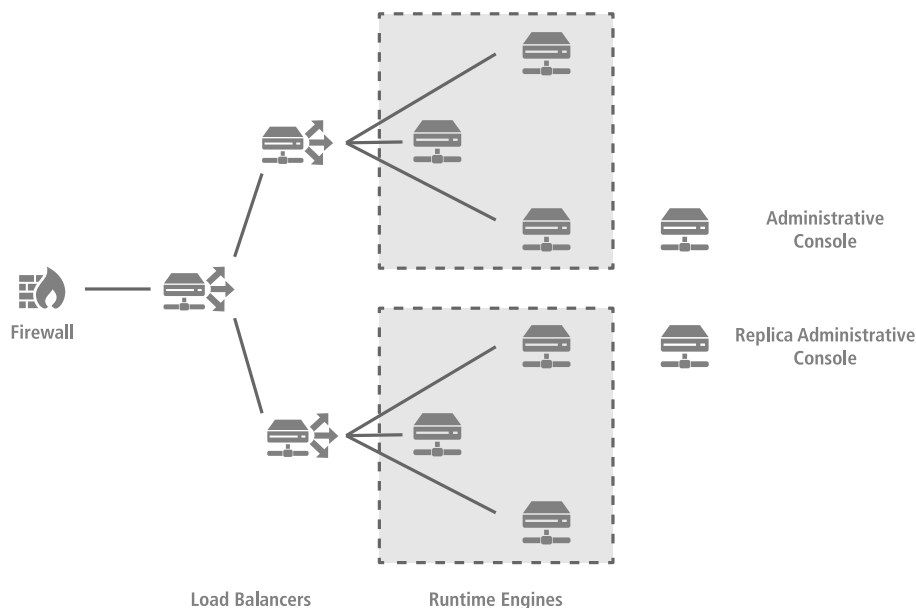 Administrative
Console
Firewall
Replica Administrative
Console
Load Balancers
Runtime Engines